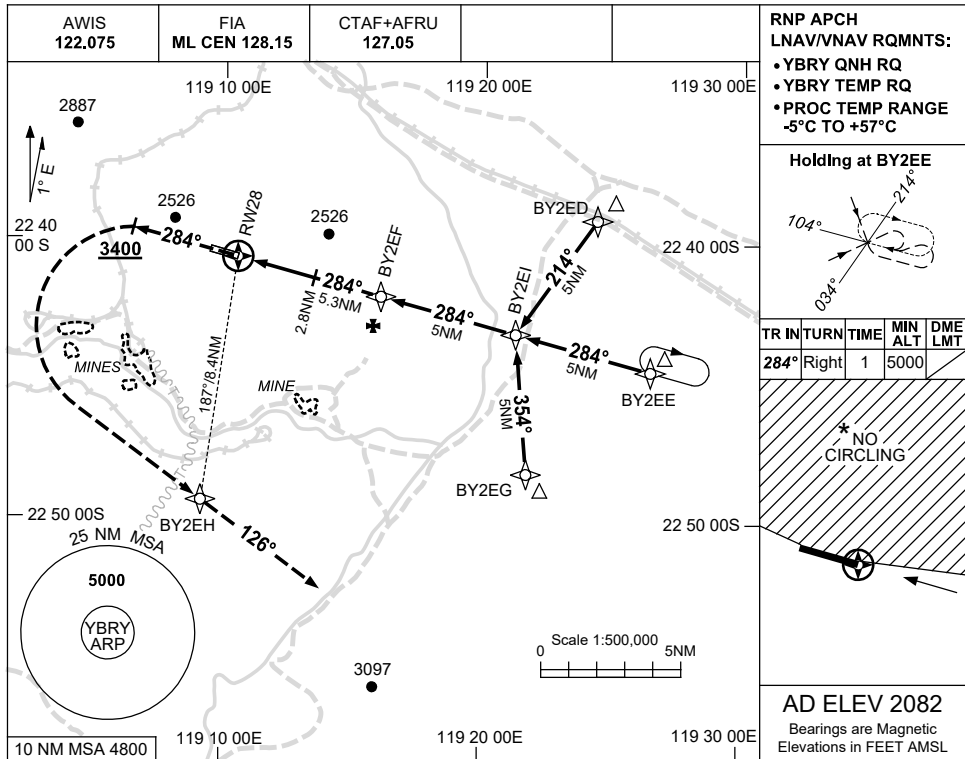 AWIS
122.075
FIA
ML CEN 128.15
CTAF+AFRU
127.05
RNP APCH
LNAV/VNAV RQMNTS:
• YBRY QNH RQ
• YBRY TEMP RQ
• PROC TEMP RANGE
-5°C TO +57°C
119 10 00E
119 20 00E
119 30 00E
2887
1° E
2526
2526
RW28
BY2EF
BY2ED
BY2EI
22 40
00 S
22 40 00S
284°
3400
284°
5.3NM
2.8NM
284°
5NM
214°
5NM
284°
5NM
BY2EE
354°
5NM
BY2EG
MINES
MINE
187°/8.4NM
BY2EH
126°
22 50 00S
22 50 00S
25 NM MSA
5000
YBRY
ARP
3097
Scale 1:500,000
0
5NM
10 NM MSA 4800
119 10 00E
119 20 00E
119 30 00E
Holding at BY2EE
214°
104°
034°
TR IN
TURN
TIME
MIN
ALT
DME
LMT
284°
Right
1
5000
* NO
CIRCLING
AD ELEV 2082
Bearings are Magnetic
Elevations in FEET AMSL